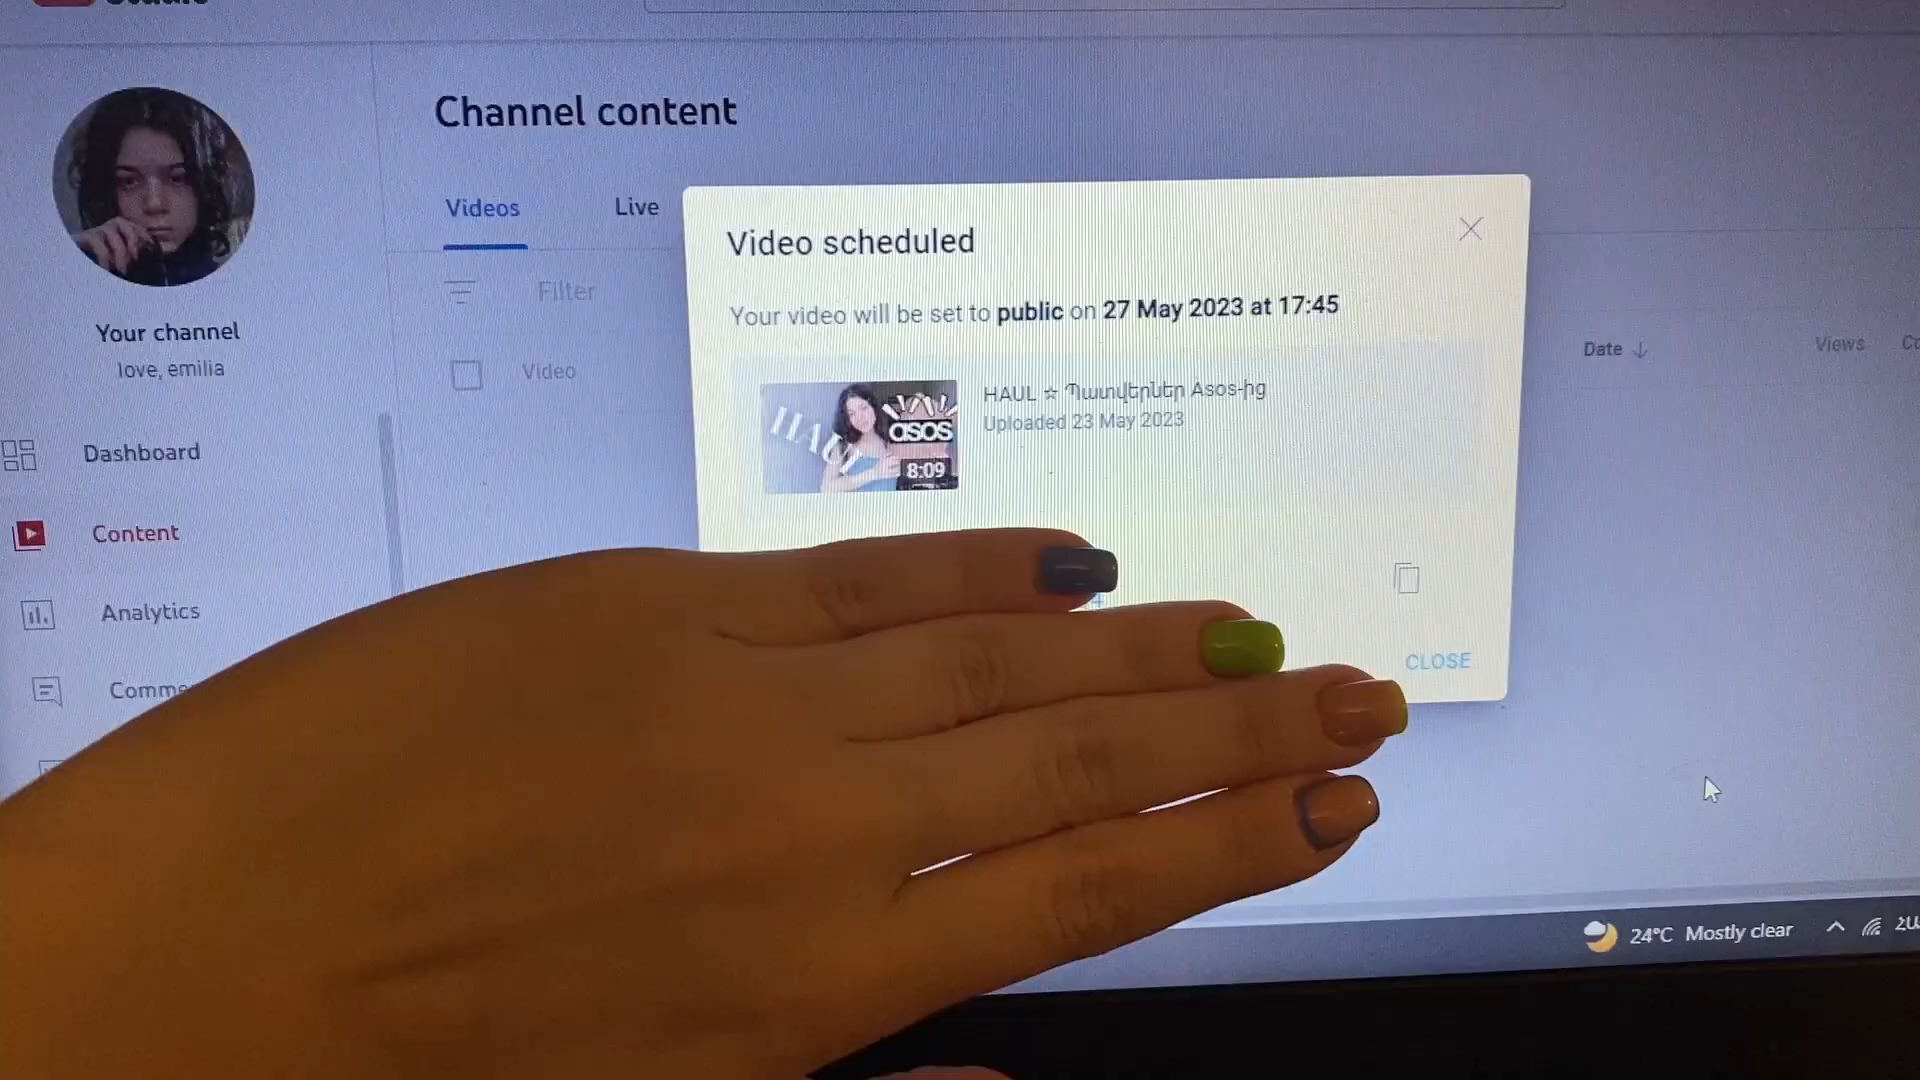 Studio
Channel content
Videos
Live
Video scheduled
Filter
Your video will be set to public on 27 May 2023 at 17:45
Your channel
love, emilia
Video
Date
Views
HAUL ☆ Պատվերներ Asos-ից
Uploaded 23 May 2023
HAUL
asos
8:09
Dashboard
Content
Analytics
CLOSE
24°C Mostly clear